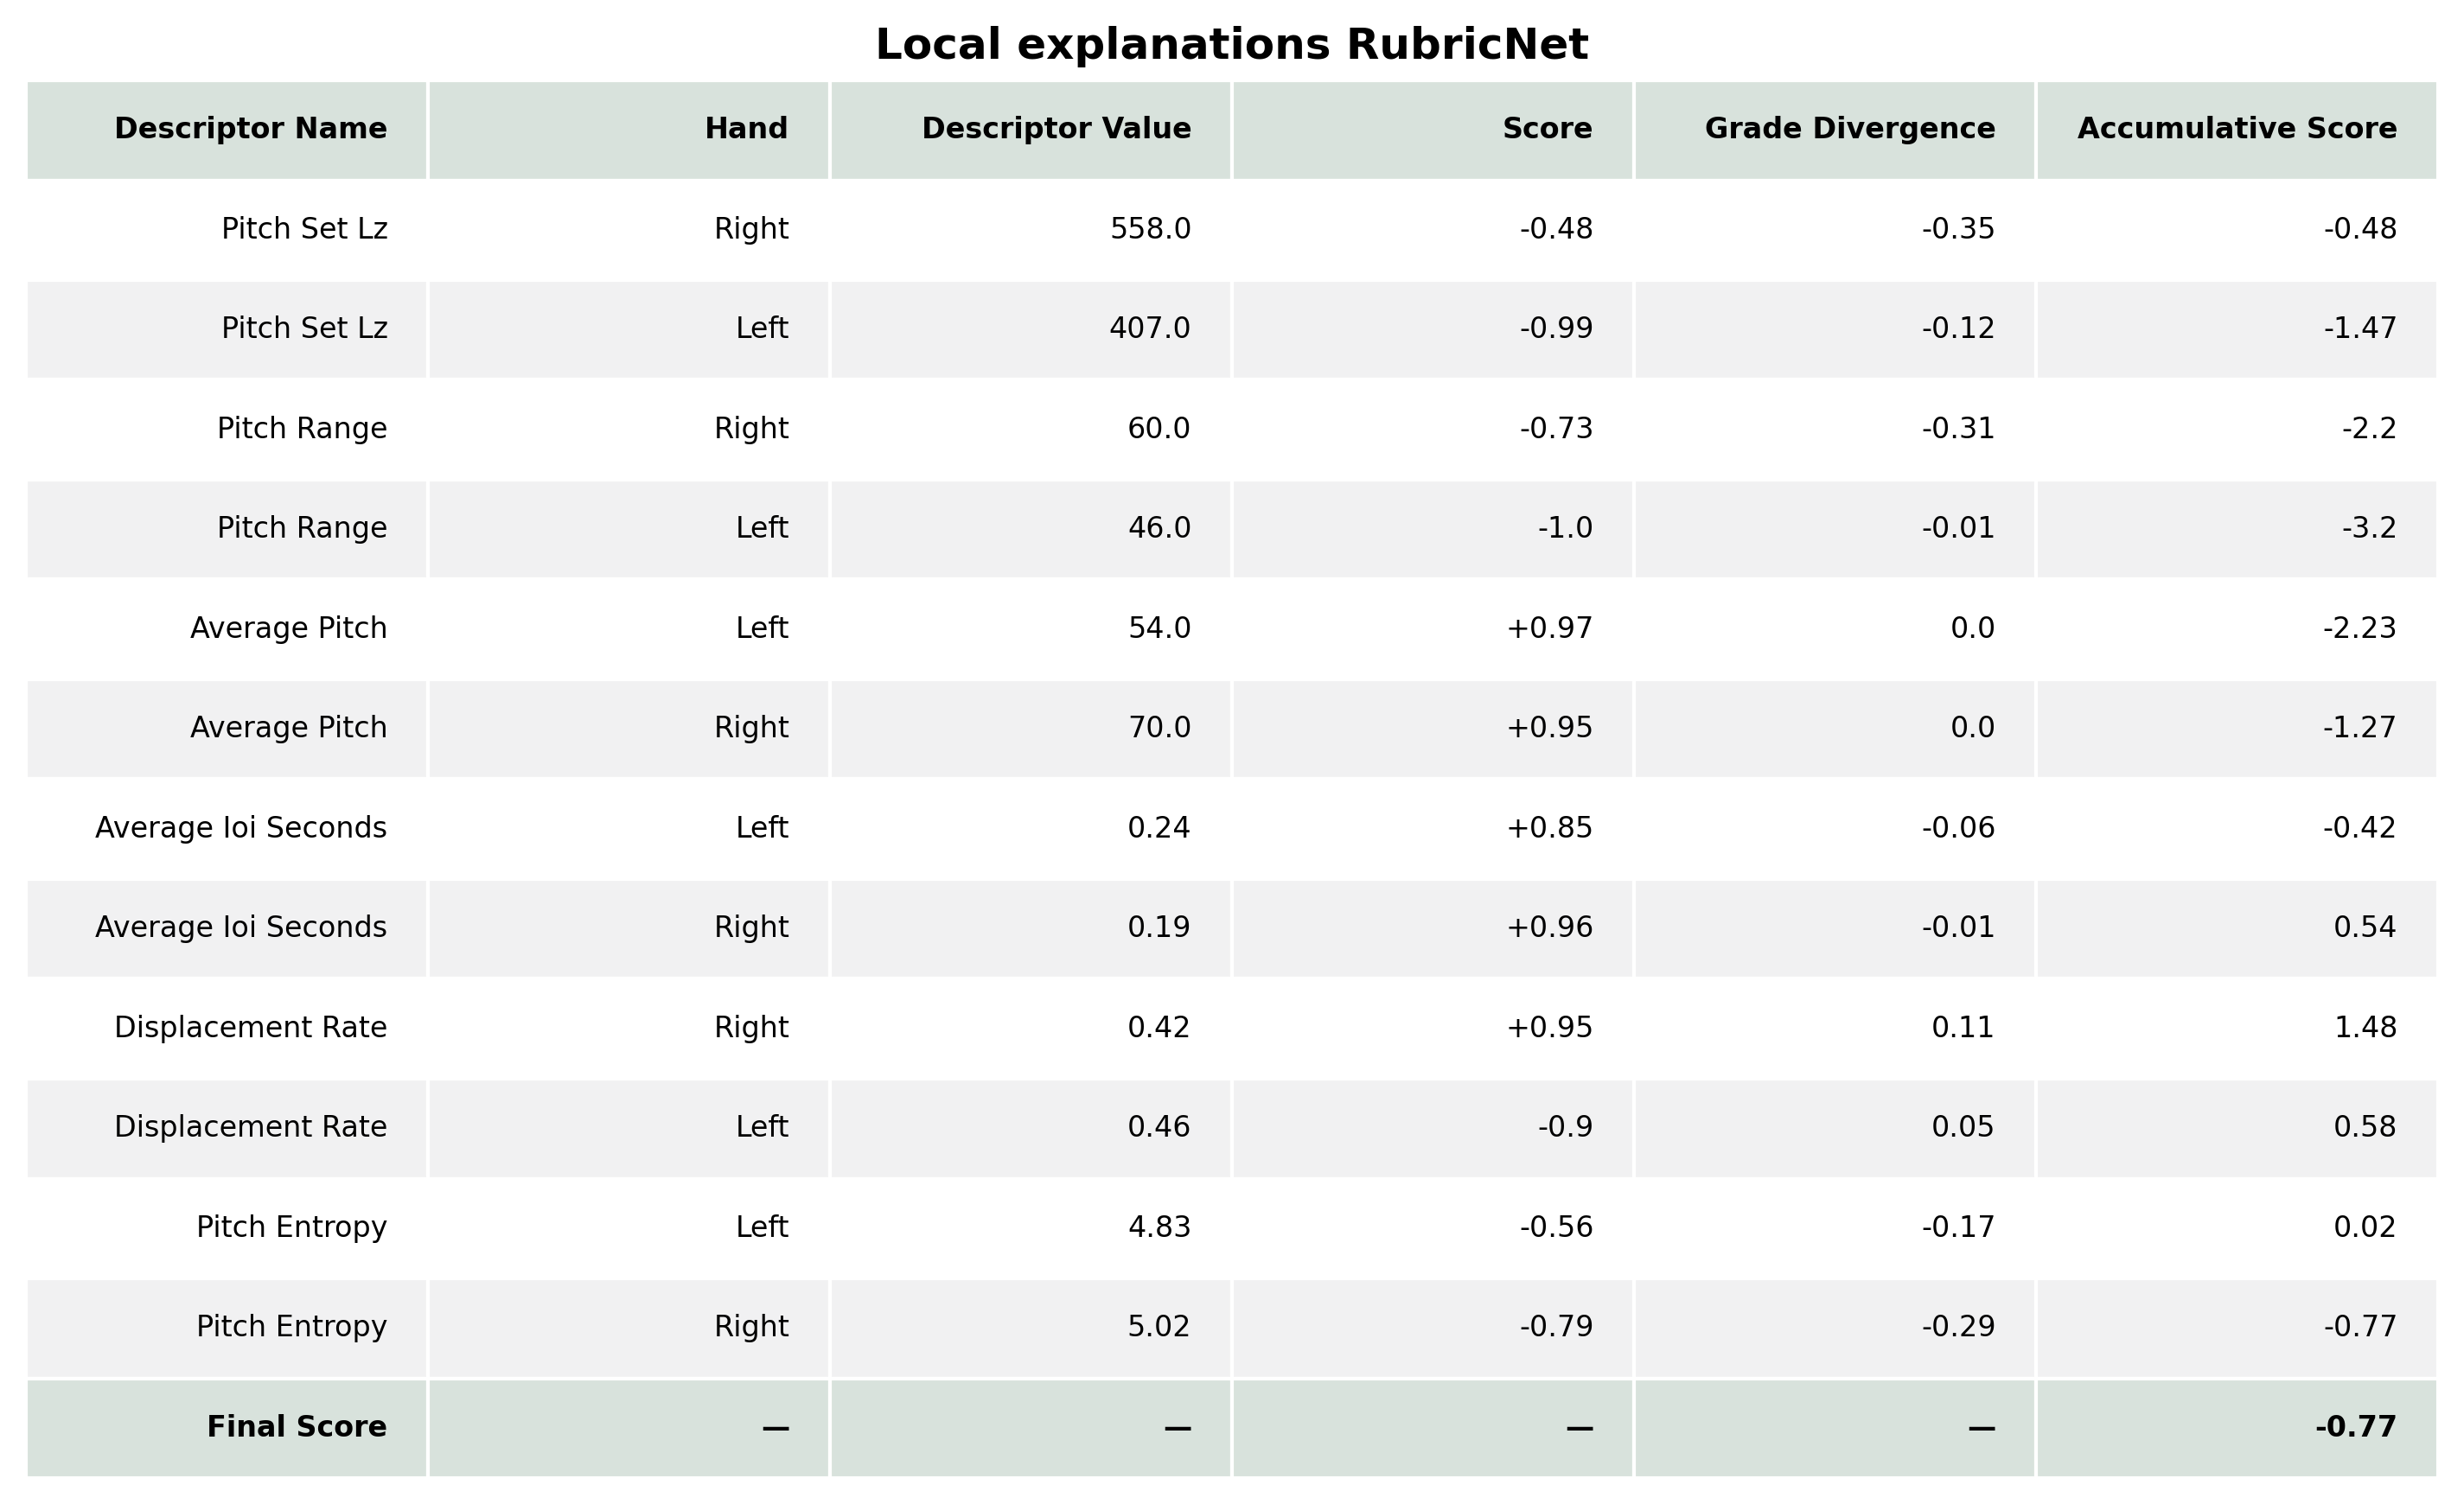 Local explanations RubricNet
Descriptor Name Hand Descriptor Value Score Grade Divergence Accumulative Score
Pitch Set Lz Right 558.0 -0.48 -0.35 -0.48
Pitch Set Lz Left 407.0 -0.99 -0.12 -1.47
Pitch Range Right 60.0 -0.73 -0.31 -2.2
Pitch Range Left 46.0 -1.0 -0.01 -3.2
Average Pitch Left 54.0 +0.97 0.0 -2.23
Average Pitch Right 70.0 +0.95 0.0 -1.27
Average Ioi Seconds Left 0.24 +0.85 -0.06 -0.42
Average Ioi Seconds Right 0.19 +0.96 -0.01 0.54
Displacement Rate Right 0.42 +0.95 0.11 1.48
Displacement Rate Left 0.46 -0.9 0.05 0.58
Pitch Entropy Left 4.83 -0.56 -0.17 0.02
Pitch Entropy Right 5.02 -0.79 -0.29 -0.77
Final Score — — — — -0.77